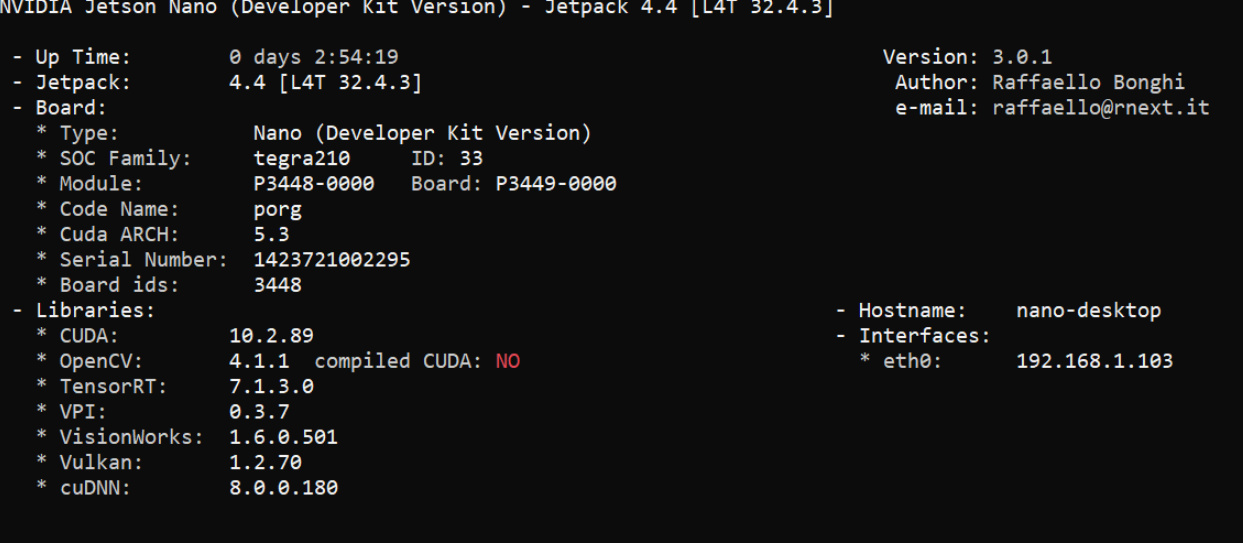 NVIDIA Jetson Nano (Developer Kit Version) - Jetpack 4.4 [L4T 32.4.3]
- Up Time: 0 days 2:54:19 Version: 3.0.1
- Jetpack: 4.4 [L4T 32.4.3] Author: Raffaello Bonghi
- Board: e-mail: raffaello@rnext.it
* Type: Nano (Developer Kit Version)
* SOC Family: tegra210 ID: 33
* Module: P3448-0000 Board: P3449-0000
* Code Name: porg
* Cuda ARCH: 5.3
* Serial Number: 1423721002295
* Board ids: 3448
- Libraries: - Hostname: nano-desktop
* CUDA: 10.2.89 - Interfaces:
* OpenCV: 4.1.1 compiled CUDA: NO * eth0: 192.168.1.103
* TensorRT: 7.1.3.0
* VPI: 0.3.7
* VisionWorks: 1.6.0.501
* Vulkan: 1.2.70
* cuDNN: 8.0.0.180